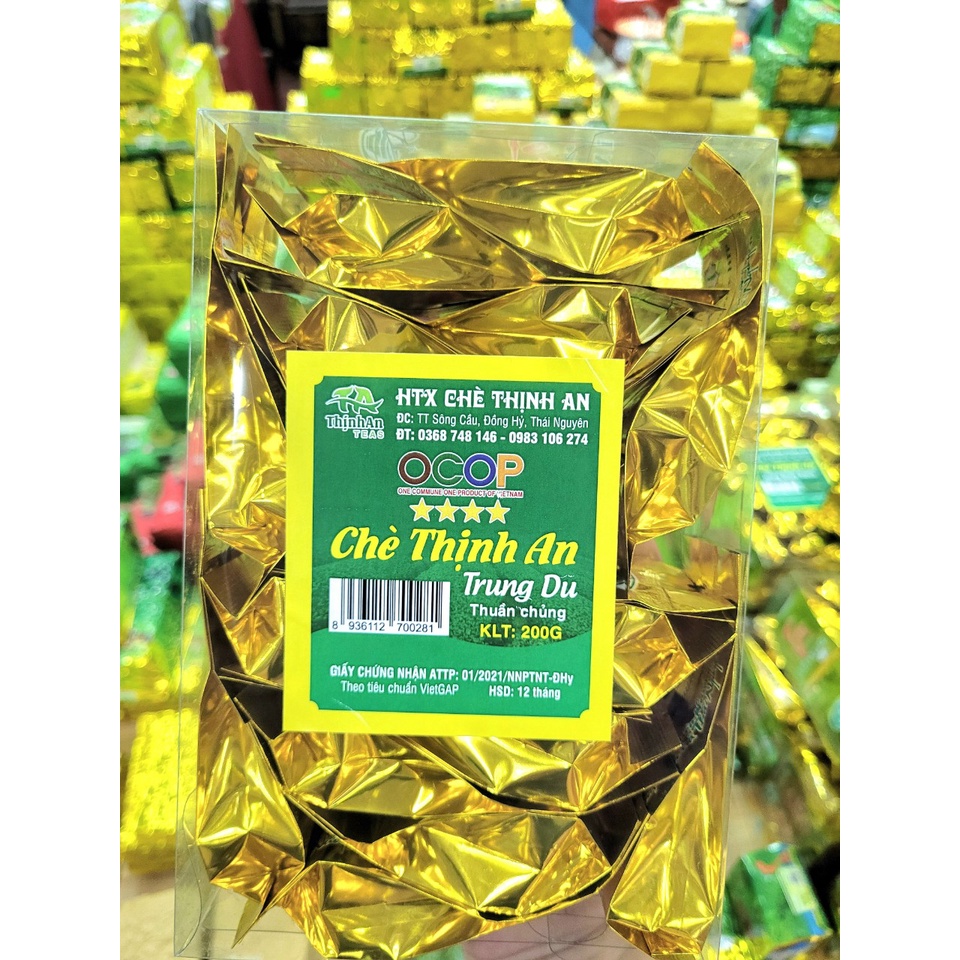 HTX CHÈ THỊNH AN
ThịnhAn
TEAS
ĐC: TT Sông Cầu, Đồng Hỷ, Thái Nguyên
ĐT: 0368 748 146 - 0983 106 274
OCOP
ONE COMMUNE ONE PRODUCT OF VIETNAM
Chè Thịnh An
Trung Du
Thuần chủng
8 936112 700281
KLT: 200G
GIẤY CHỨNG NHẬN ATTP: 01/2021/NNPTNT-ĐHy
Theo tiêu chuẩn VietGAP
HSD: 12 tháng